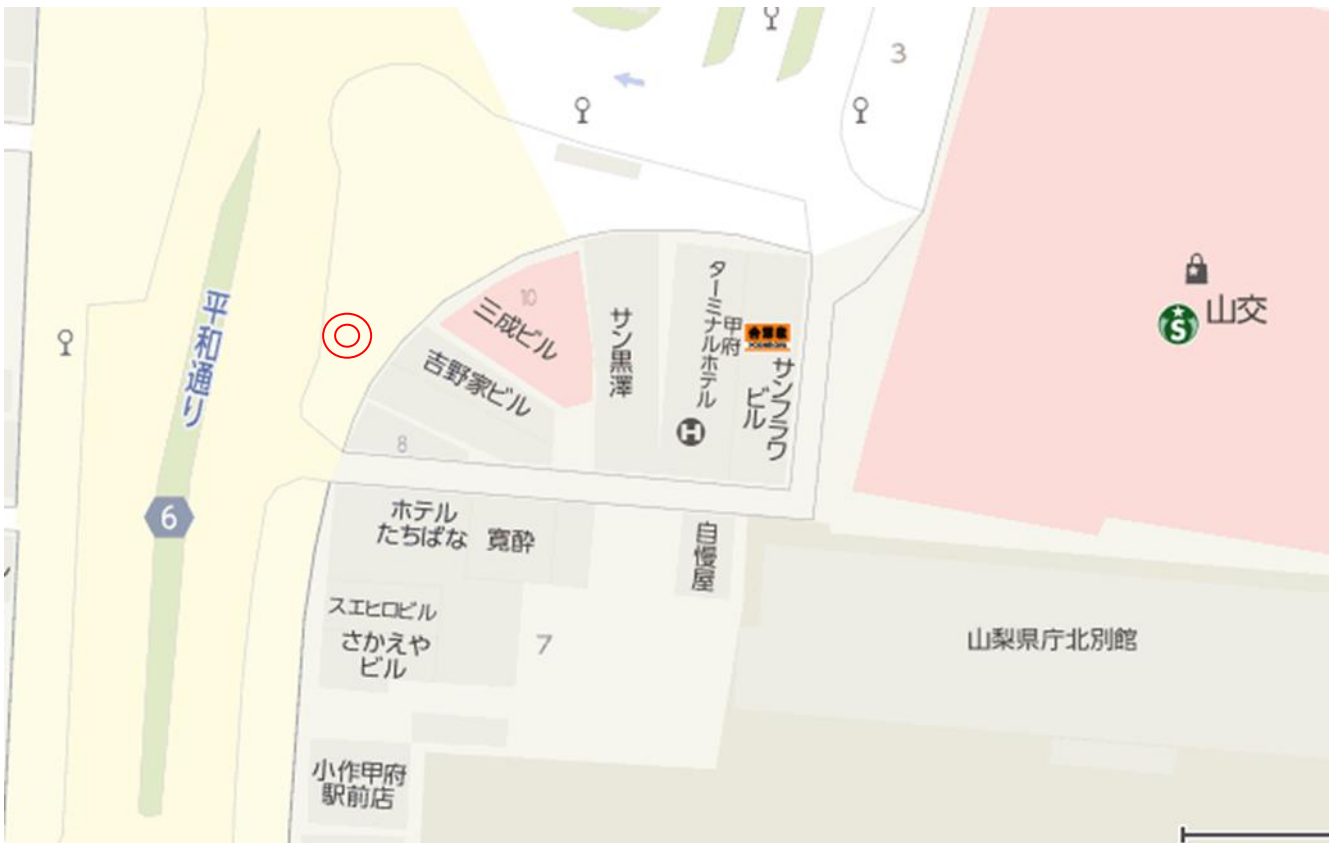 3
平和通り
10
三成ビル
吉野家ビル
8
サン黒澤
甲府
ターミナルホテル
H
吉野家
サンフラワ
ビル
S
山交
6
ホテル
たちばな
寛酔
自慢屋
スエヒロビル
さかえや
ビル
7
山梨県庁北別館
小作甲府
駅前店